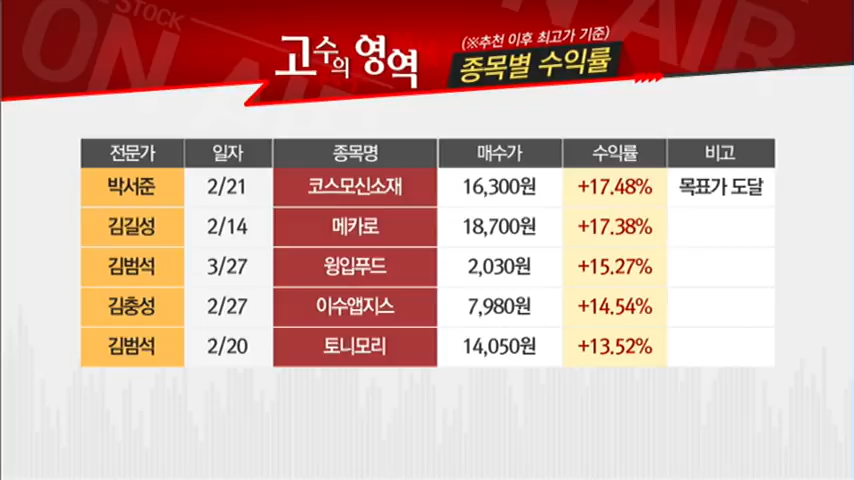 STOCK
ON AIR
AIR
고수의 영역
(※추천 이후 최고가 기준)
종목별 수익률
전문가 일자 종목명 매수가 수익률 비고
박서준 2/21 코스모신소재 16,300원 +17.48% 목표가 도달
김길성 2/14 메카로 18,700원 +17.38%
김범석 3/27 윙입푸드 2,030원 +15.27%
김충성 2/27 이수앱지스 7,980원 +14.54%
김범석 2/20 토니모리 14,050원 +13.52%